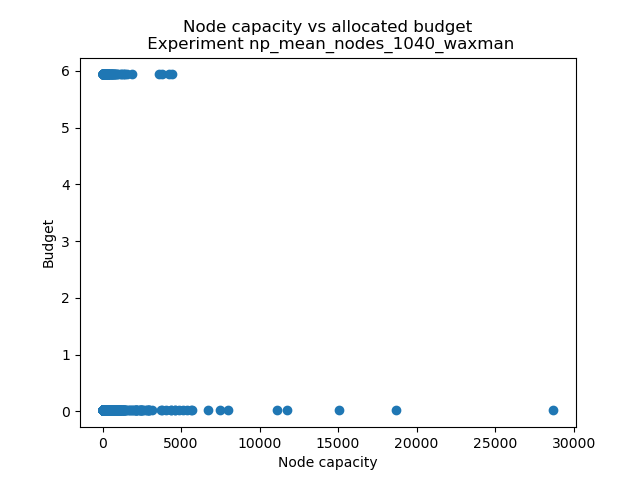 Node capacity vs allocated budget
Experiment np_mean_nodes_1040_waxman
6
5
4
3
2
1
0
Budget
0 5000 10000 15000 20000 25000 30000
Node capacity